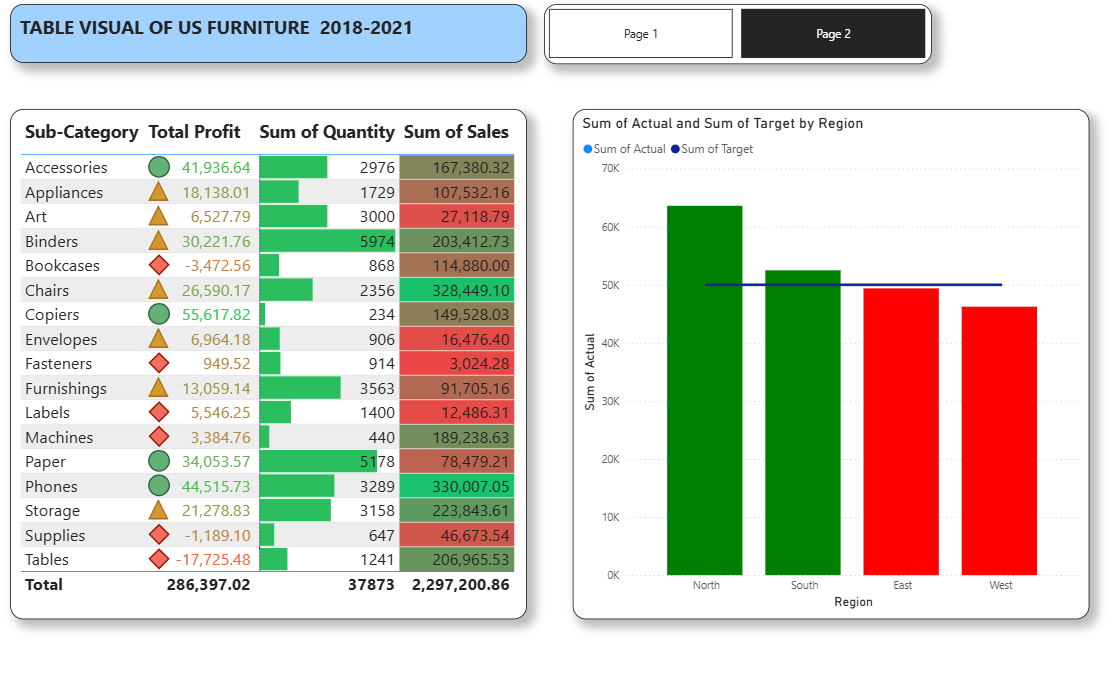 TABLE VISUAL OF US FURNITURE  2018-2021
Page 1
Page 2
Sub-Category Total Profit Sum of Quantity Sum of Sales
Accessories 41,936.64 2976 167,380.32
Appliances 18,138.01 1729 107,532.16
Art 6,527.79 3000 27,118.79
Binders 30,221.76 5974 203,412.73
Bookcases -3,472.56 868 114,880.00
Chairs 26,590.17 2356 328,449.10
Copiers 55,617.82 234 149,528.03
Envelopes 6,964.18 906 16,476.40
Fasteners 949.52 914 3,024.28
Furnishings 13,059.14 3563 91,705.16
Labels 5,546.25 1400 12,486.31
Machines 3,384.76 440 189,238.63
Paper 34,053.57 5178 78,479.21
Phones 44,515.73 3289 330,007.05
Storage 21,278.83 3158 223,843.61
Supplies -1,189.10 647 46,673.54
Tables -17,725.48 1241 206,965.53
Total 286,397.02 37873 2,297,200.86
Sum of Actual and Sum of Target by Region
Sum of Actual Sum of Target
70K
60K
50K
40K
30K
20K
10K
0K
Sum of Actual
North South East West
Region